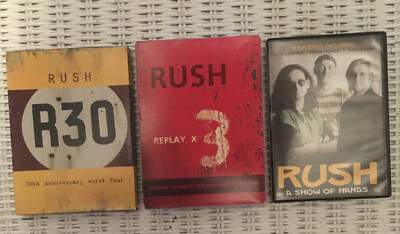 RUSH
R30
30th Anniversary World Tour
RUSH
REPLAY X
3
RUSH
A SHOW OF HANDS